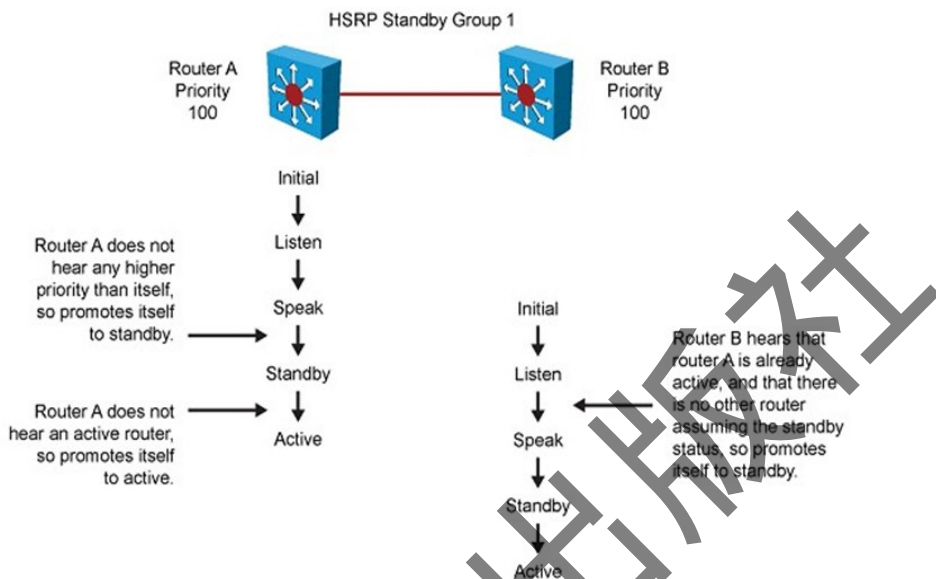 HSRP Standby Group 1
Router A
Priority
100
Router B
Priority
100
Initial
Listen
Speak
Standby
Active
Router A does not
hear any higher
priority than itself,
so promotes itself
to standby.
Router A does not
hear an active router,
so promotes itself
to active.
Initial
Listen
Speak
Standby
Active
Router B hears that
router A is already
active, and that there
is no other router
assuming the standby
status, so promotes
itself to standby.
出版社